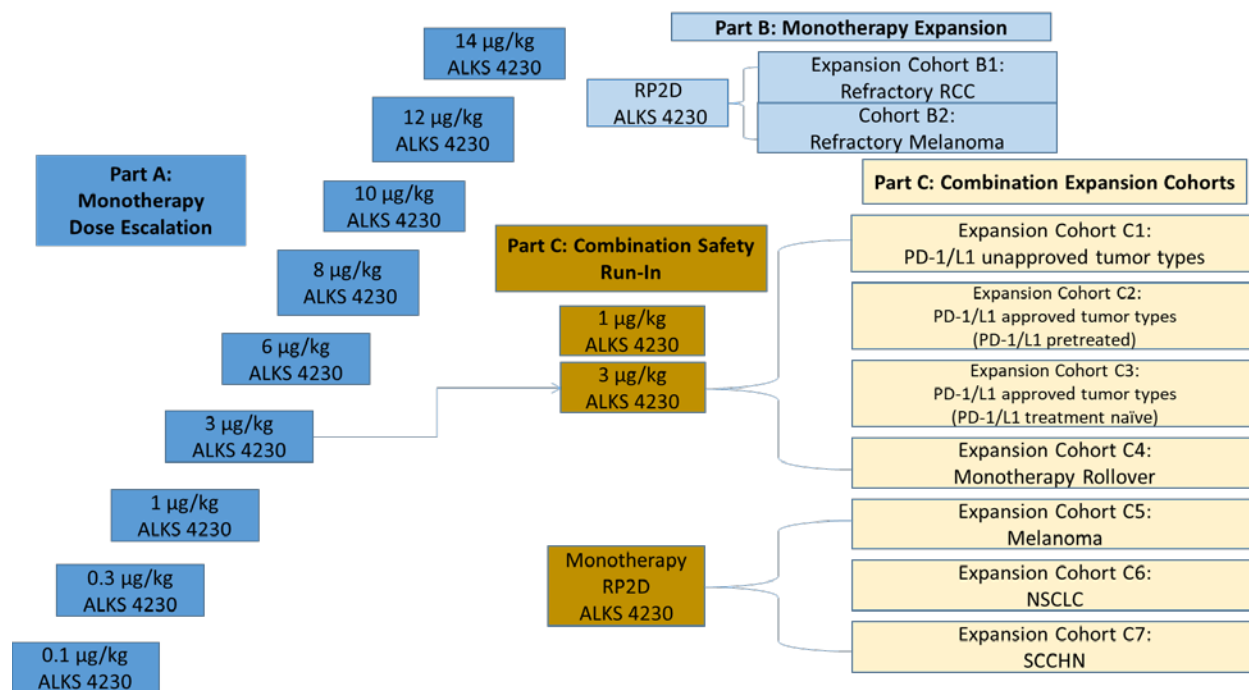 Part A:
Monotherapy
Dose Escalation
14 µg/kg
ALKS 4230
12 µg/kg
ALKS 4230
10 µg/kg
ALKS 4230
8 µg/kg
ALKS 4230
6 µg/kg
ALKS 4230
3 µg/kg
ALKS 4230
1 µg/kg
ALKS 4230
0.3 µg/kg
ALKS 4230
0.1 µg/kg
ALKS 4230
Part B: Monotherapy Expansion
RP2D
ALKS 4230
Expansion Cohort B1:
Refractory RCC
Cohort B2:
Refractory Melanoma
Part C: Combination Safety
Run-In
1 µg/kg
ALKS 4230
3 µg/kg
ALKS 4230
Monotherapy
RP2D
ALKS 4230
Part C: Combination Expansion Cohorts
Expansion Cohort C1:
PD-1/L1 unapproved tumor types
Expansion Cohort C2:
PD-1/L1 approved tumor types
(PD-1/L1 pretreated)
Expansion Cohort C3:
PD-1/L1 approved tumor types
(PD-1/L1 treatment naïve)
Expansion Cohort C4:
Monotherapy Rollover
Expansion Cohort C5:
Melanoma
Expansion Cohort C6:
NSCLC
Expansion Cohort C7:
SCCHN